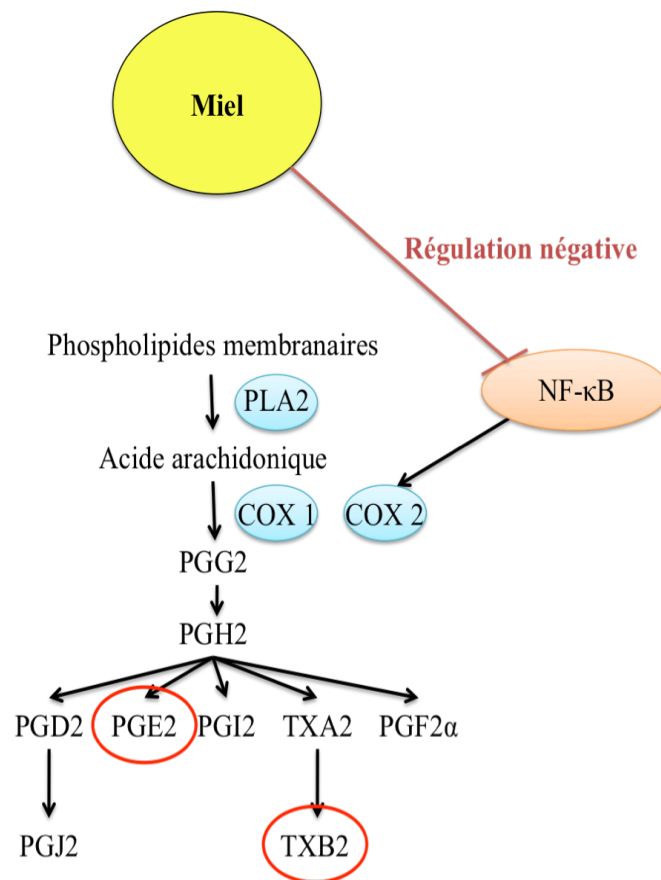 Miel
Régulation négative
Phospholipides membranaires
NF-κB
PLA2
Acide arachidonique
COX 1 COX 2
PGG2
PGH2
PGD2 PGE2 PGI2 TXA2 PGF2α
PGJ2 TXB2